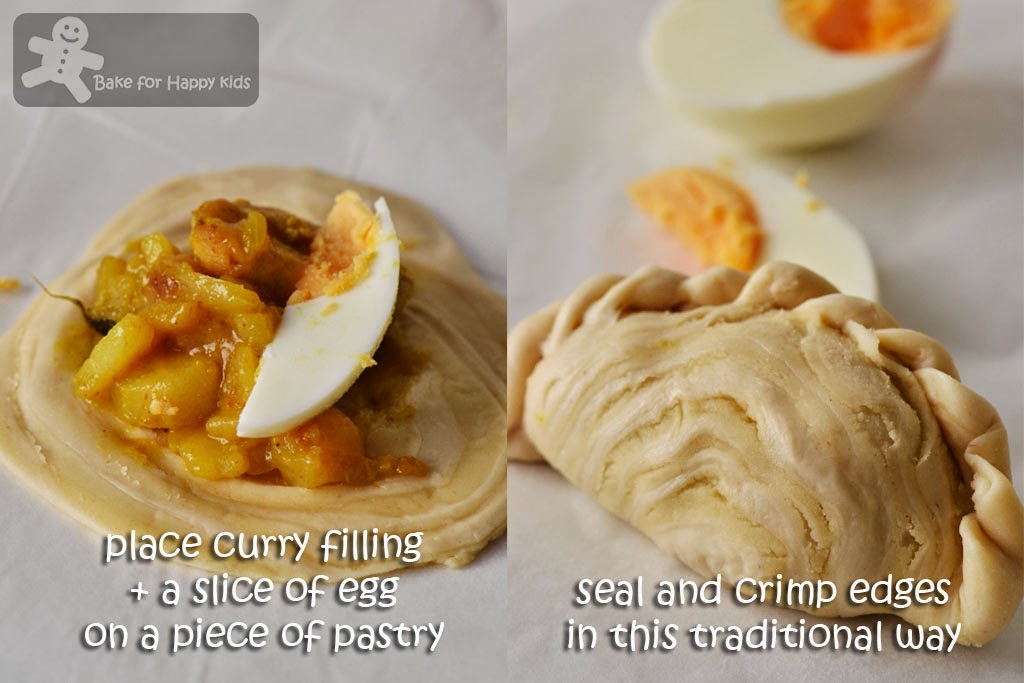 Bake for Happy kids
place curry filling
+ a slice of egg
on a piece of pastry
seal and crimp edges
in this traditional way